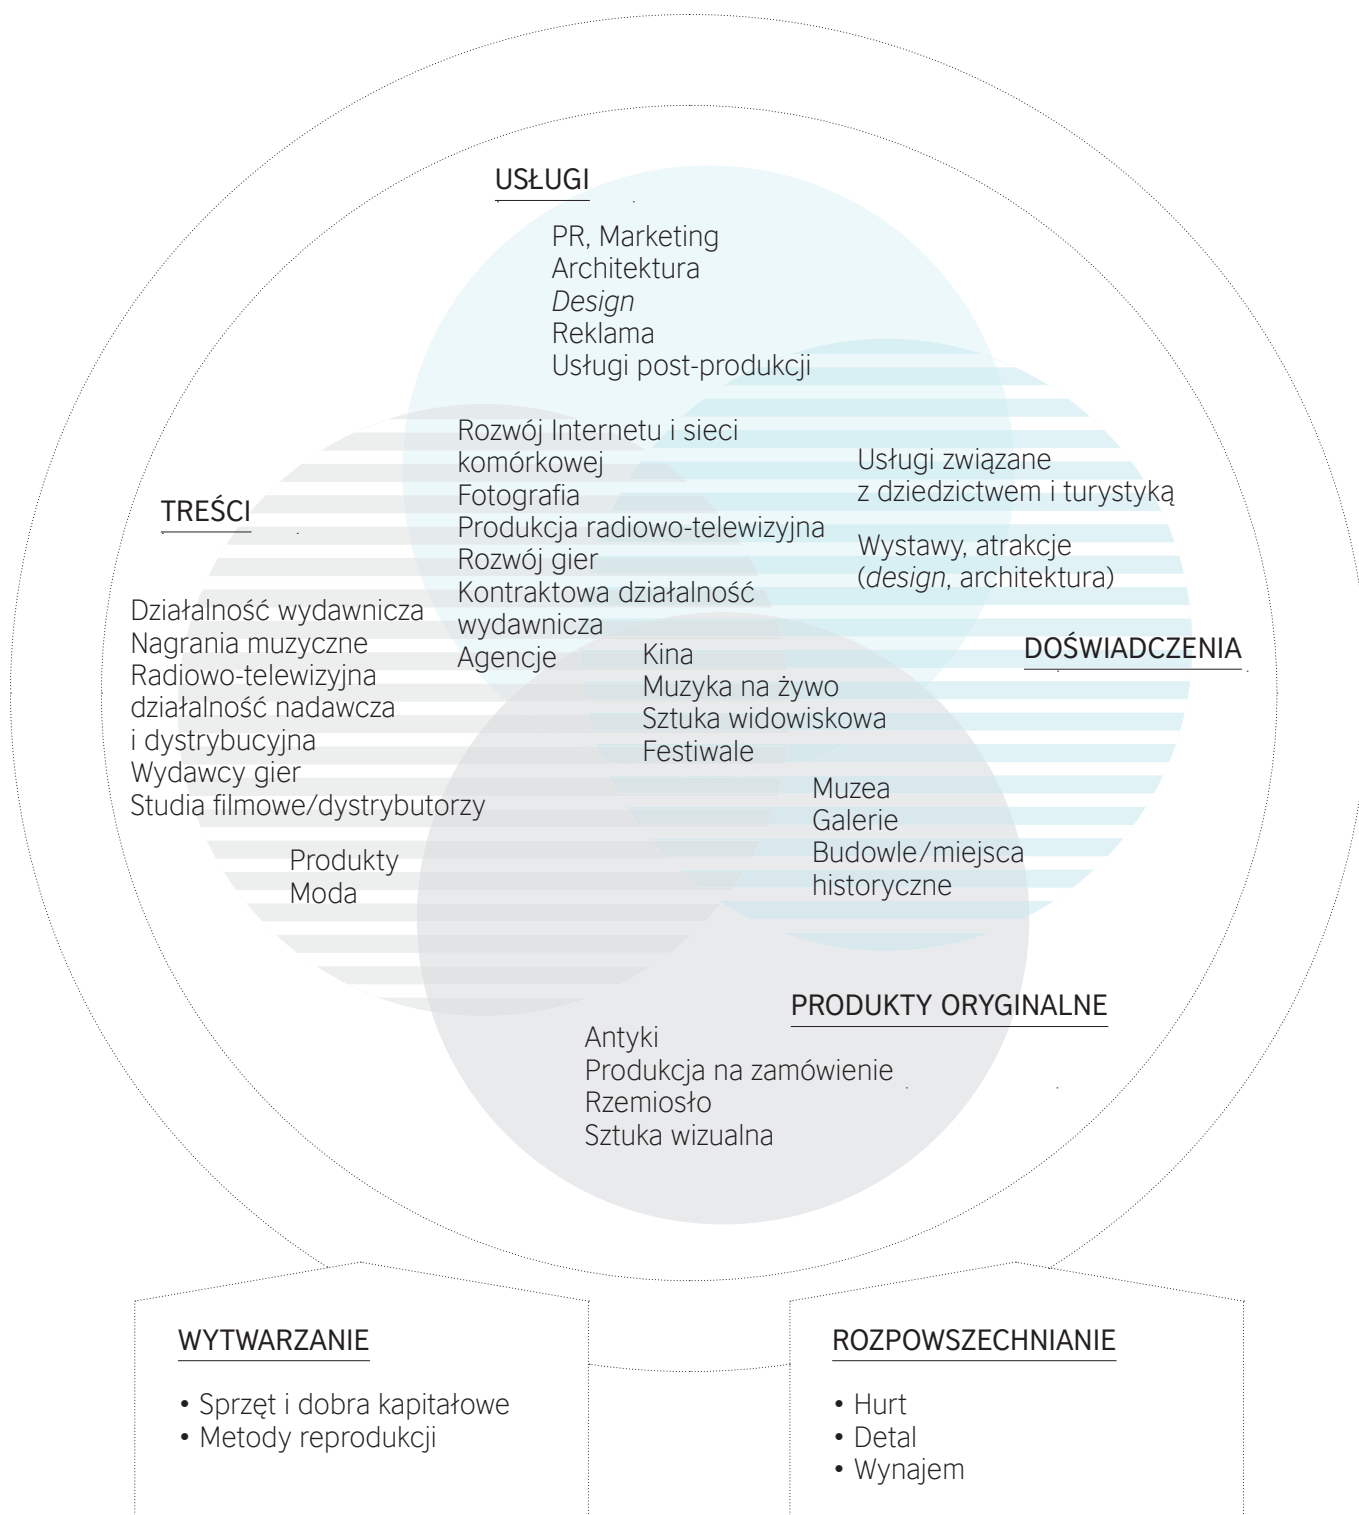 USŁUGI
PR, Marketing
Architektura
Design
Reklama
Usługi post-produkcji
Rozwój Internetu i sieci
komórkowej
Fotografia
Produkcja radiowo-telewizyjna
Rozwój gier
Kontraktowa działalność
wydawnicza
Agencje
Usługi związane
z dziedzictwem i turystyką
Wystawy, atrakcje
(design, architektura)
TREŚCI
Działalność wydawnicza
Nagrania muzyczne
Radiowo-telewizyjna
działalność nadawcza
i dystrybucyjna
Wydawcy gier
Studia filmowe/dystrybutorzy
Produkty
Moda
DOŚWIADCZENIA
Kina
Muzyka na żywo
Sztuka widowiskowa
Festiwale
Muzea
Galerie
Budowle/miejsca
historyczne
PRODUKTY ORYGINALNE
Antyki
Produkcja na zamówienie
Rzemiosło
Sztuka wizualna
WYTWARZANIE
• Sprzęt i dobra kapitałowe
• Metody reprodukcji
ROZPOWSZECHNIANIE
• Hurt
• Detal
• Wynajem